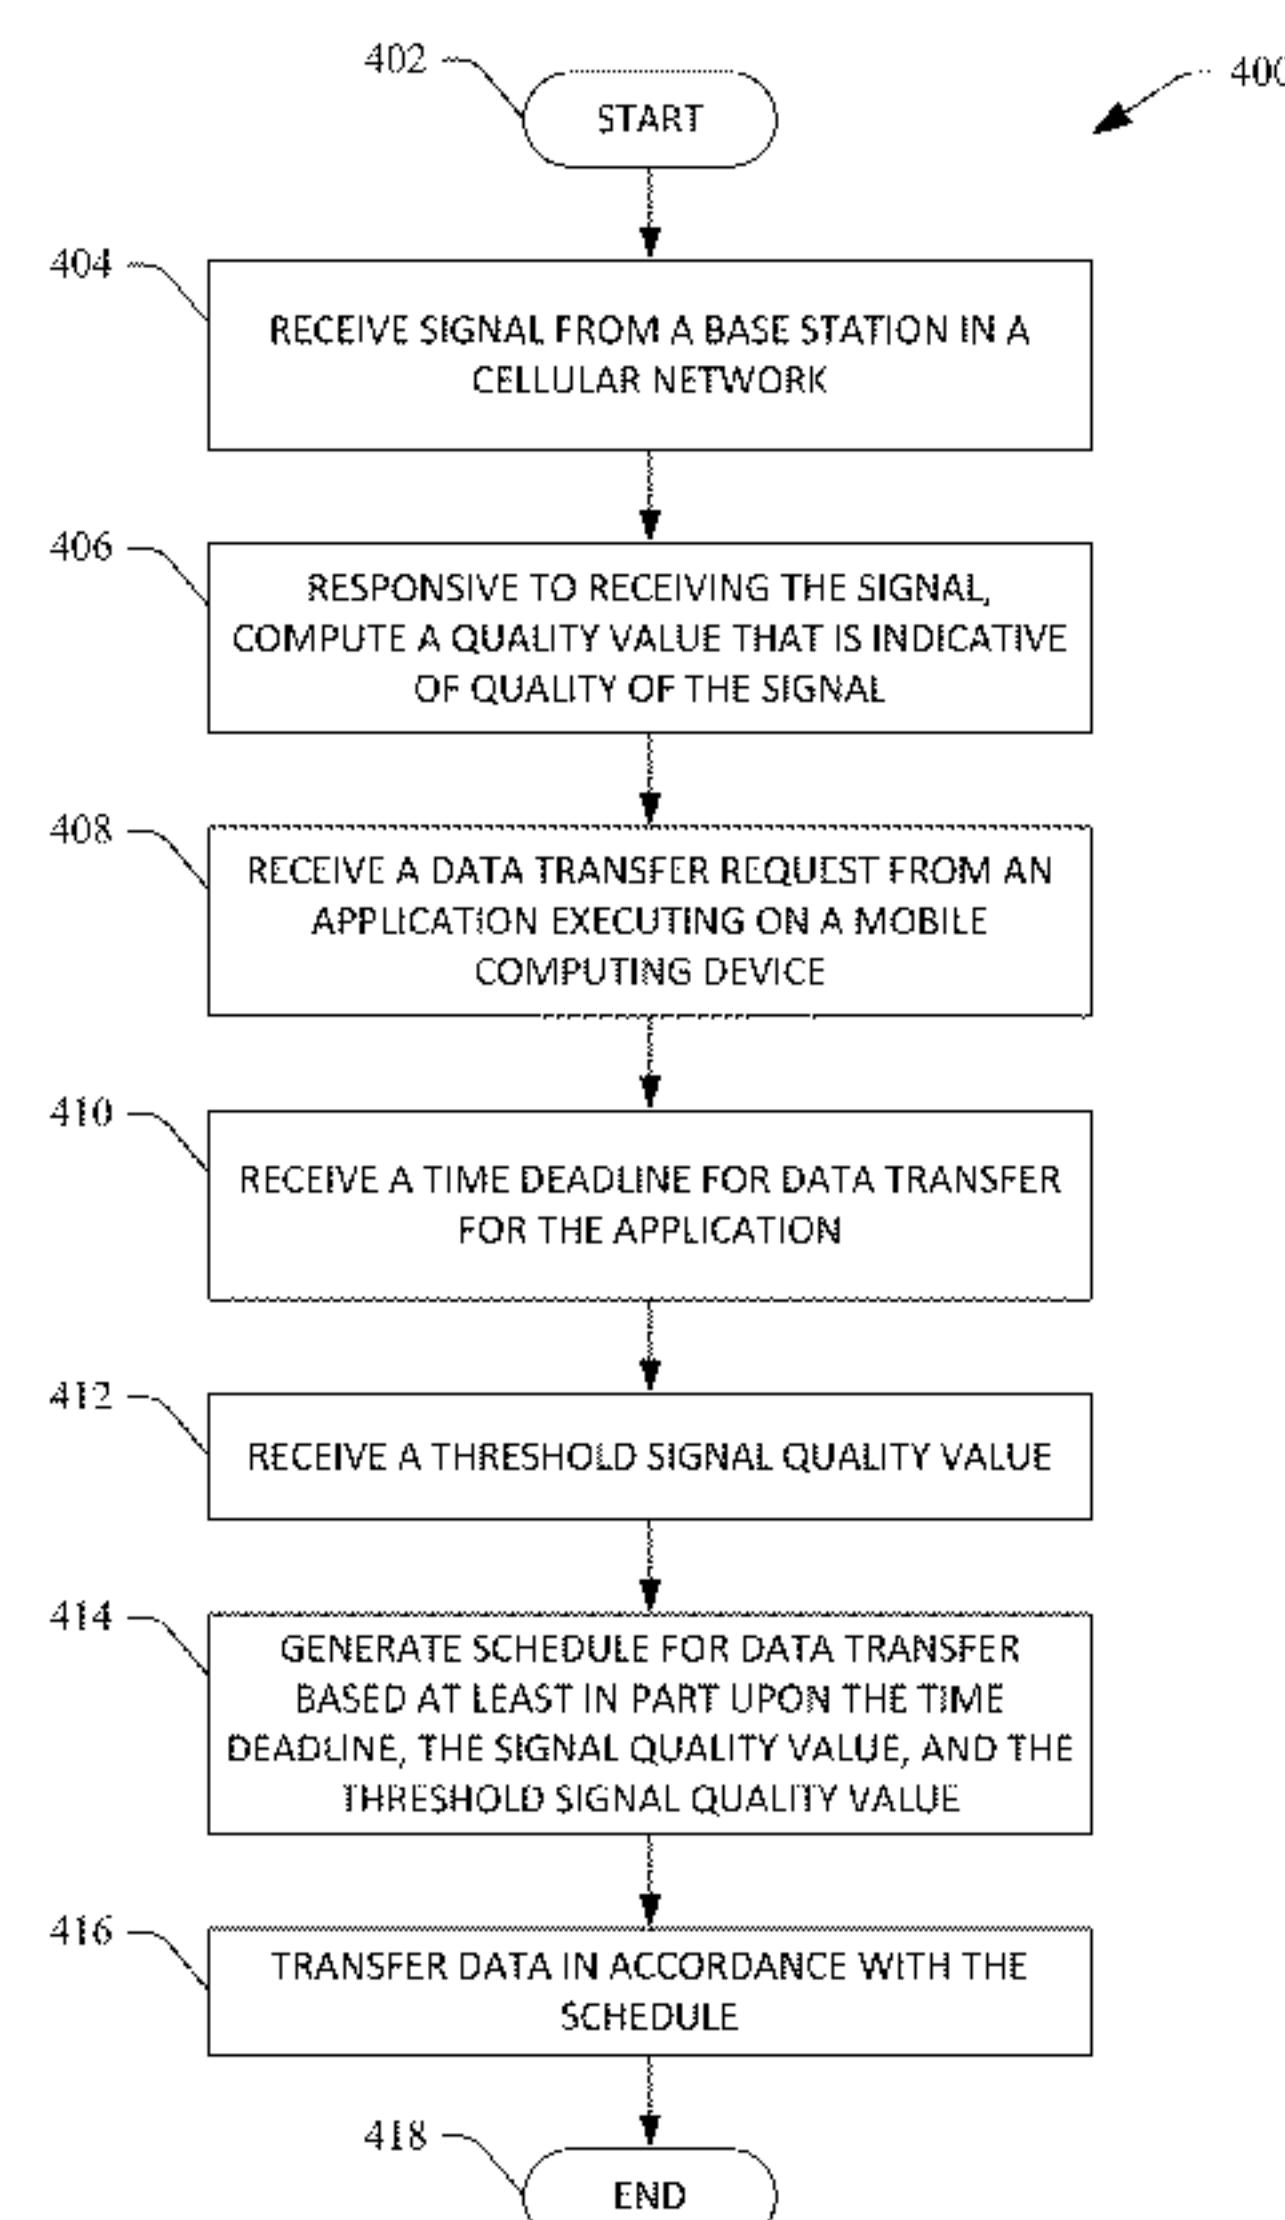 402
START
400
404
RECEIVE SIGNAL FROM A BASE STATION IN A
CELLULAR NETWORK
406
RESPONSIVE TO RECEIVING THE SIGNAL,
COMPUTE A QUALITY VALUE THAT IS INDICATIVE
OF QUALITY OF THE SIGNAL
408
RECEIVE A DATA TRANSFER REQUEST FROM AN
APPLICATION EXECUTING ON A MOBILE
COMPUTING DEVICE
410
RECEIVE A TIME DEADLINE FOR DATA TRANSFER
FOR THE APPLICATION
412
RECEIVE A THRESHOLD SIGNAL QUALITY VALUE
414
GENERATE SCHEDULE FOR DATA TRANSFER
BASED AT LEAST IN PART UPON THE TIME
DEADLINE, THE SIGNAL QUALITY VALUE, AND THE
THRESHOLD SIGNAL QUALITY VALUE
416
TRANSFER DATA IN ACCORDANCE WITH THE
SCHEDULE
418
END